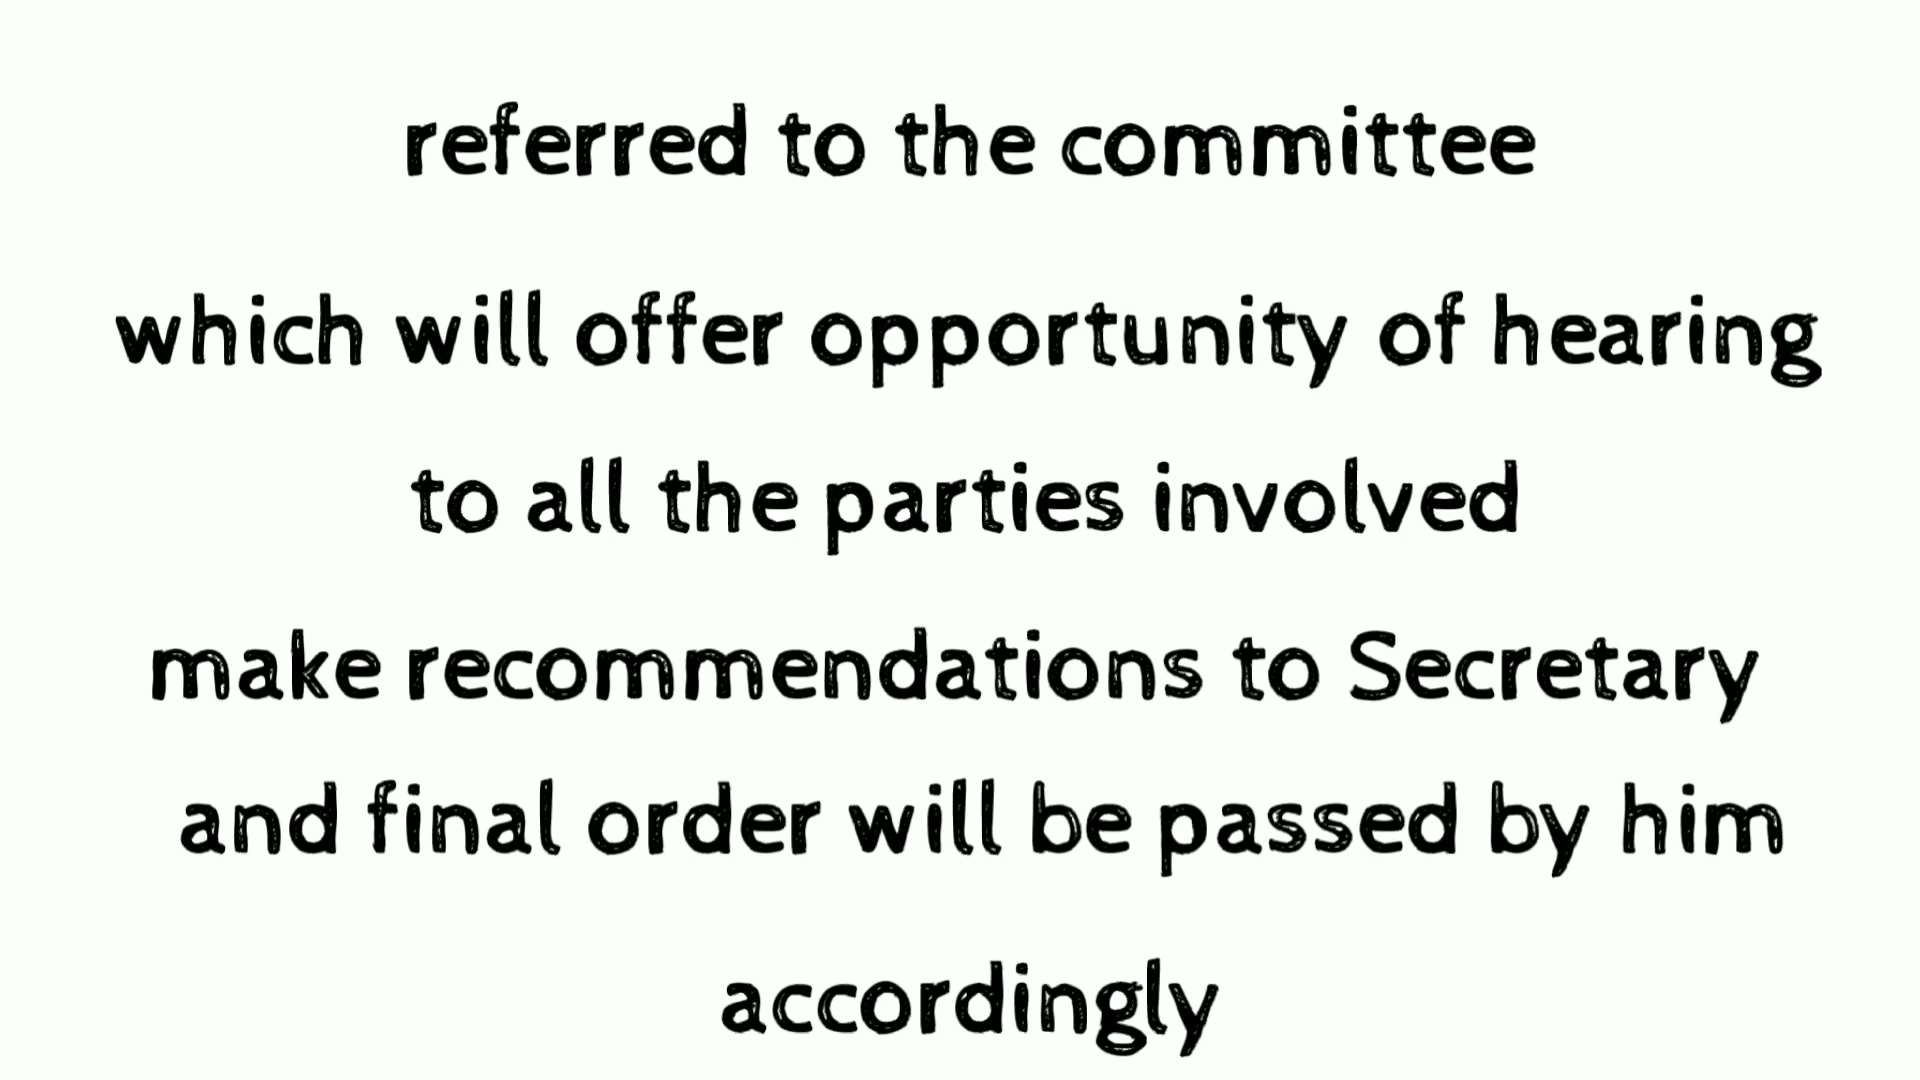 referred to the committee
which will offer opportunity of hearing
to all the parties involved
make recommendations to Secretary
and final order will be passed by him
accordingly